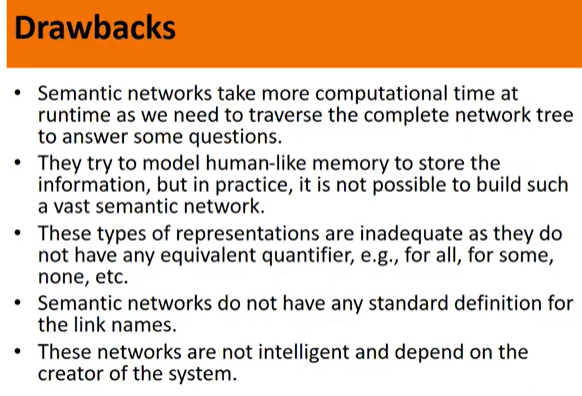 Drawbacks
• Semantic networks take more computational time at
runtime as we need to traverse the complete network tree
to answer some questions.
• They try to model human-like memory to store the
information, but in practice, it is not possible to build such
a vast semantic network.
• These types of representations are inadequate as they do
not have any equivalent quantifier, e.g., for all, for some,
none, etc.
• Semantic networks do not have any standard definition for
the link names.
• These networks are not intelligent and depend on the
creator of the system.